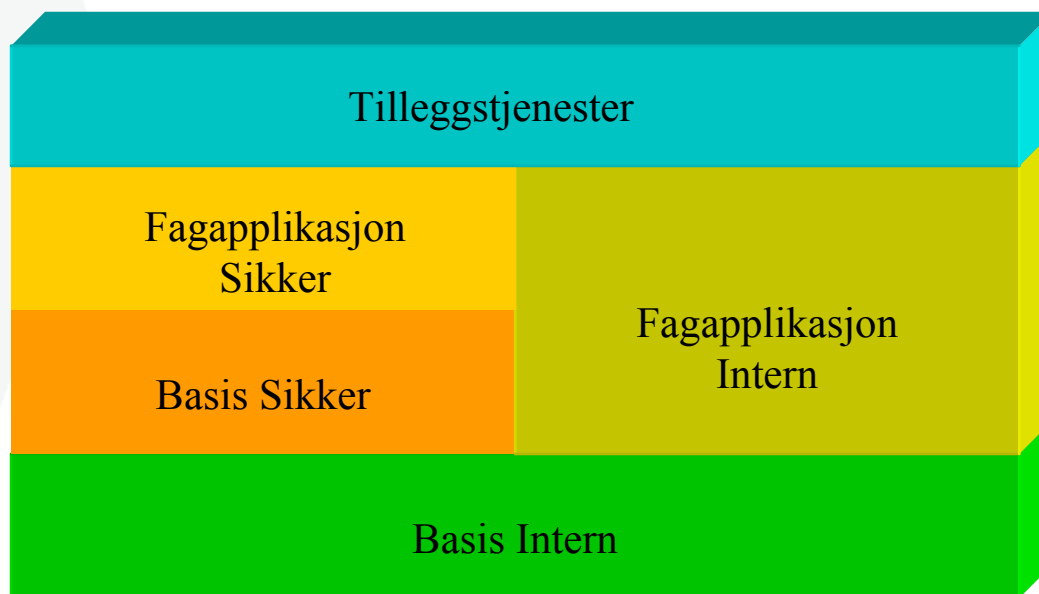 Tilleggstjenester
Fagapplikasjon
Sikker
Fagapplikasjon
Intern
Basis Sikker
Basis Intern